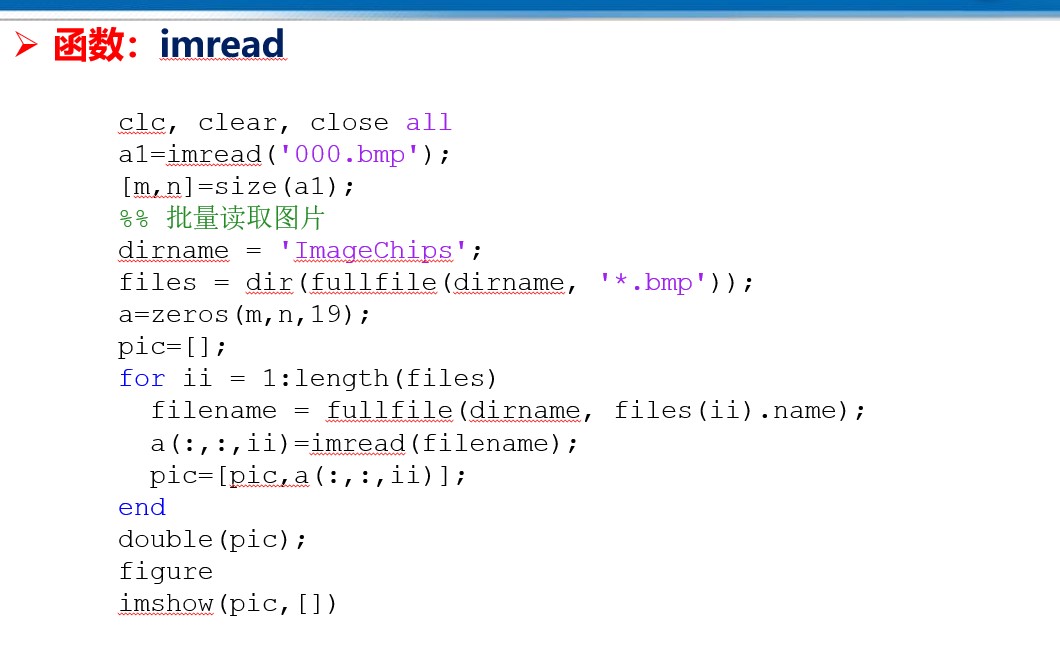 函数：imread
clc, clear, close all
a1=imread('000.bmp');
[m,n]=size(a1);
%% 批量读取图片
dirname = 'ImageChips';
files = dir(fullfile(dirname, '*.bmp'));
a=zeros(m,n,19);
pic=[];
for ii = 1:length(files)
  filename = fullfile(dirname, files(ii).name);
  a(:,:,ii)=imread(filename);
  pic=[pic,a(:,:,ii)];
end
double(pic);
figure
imshow(pic,[])